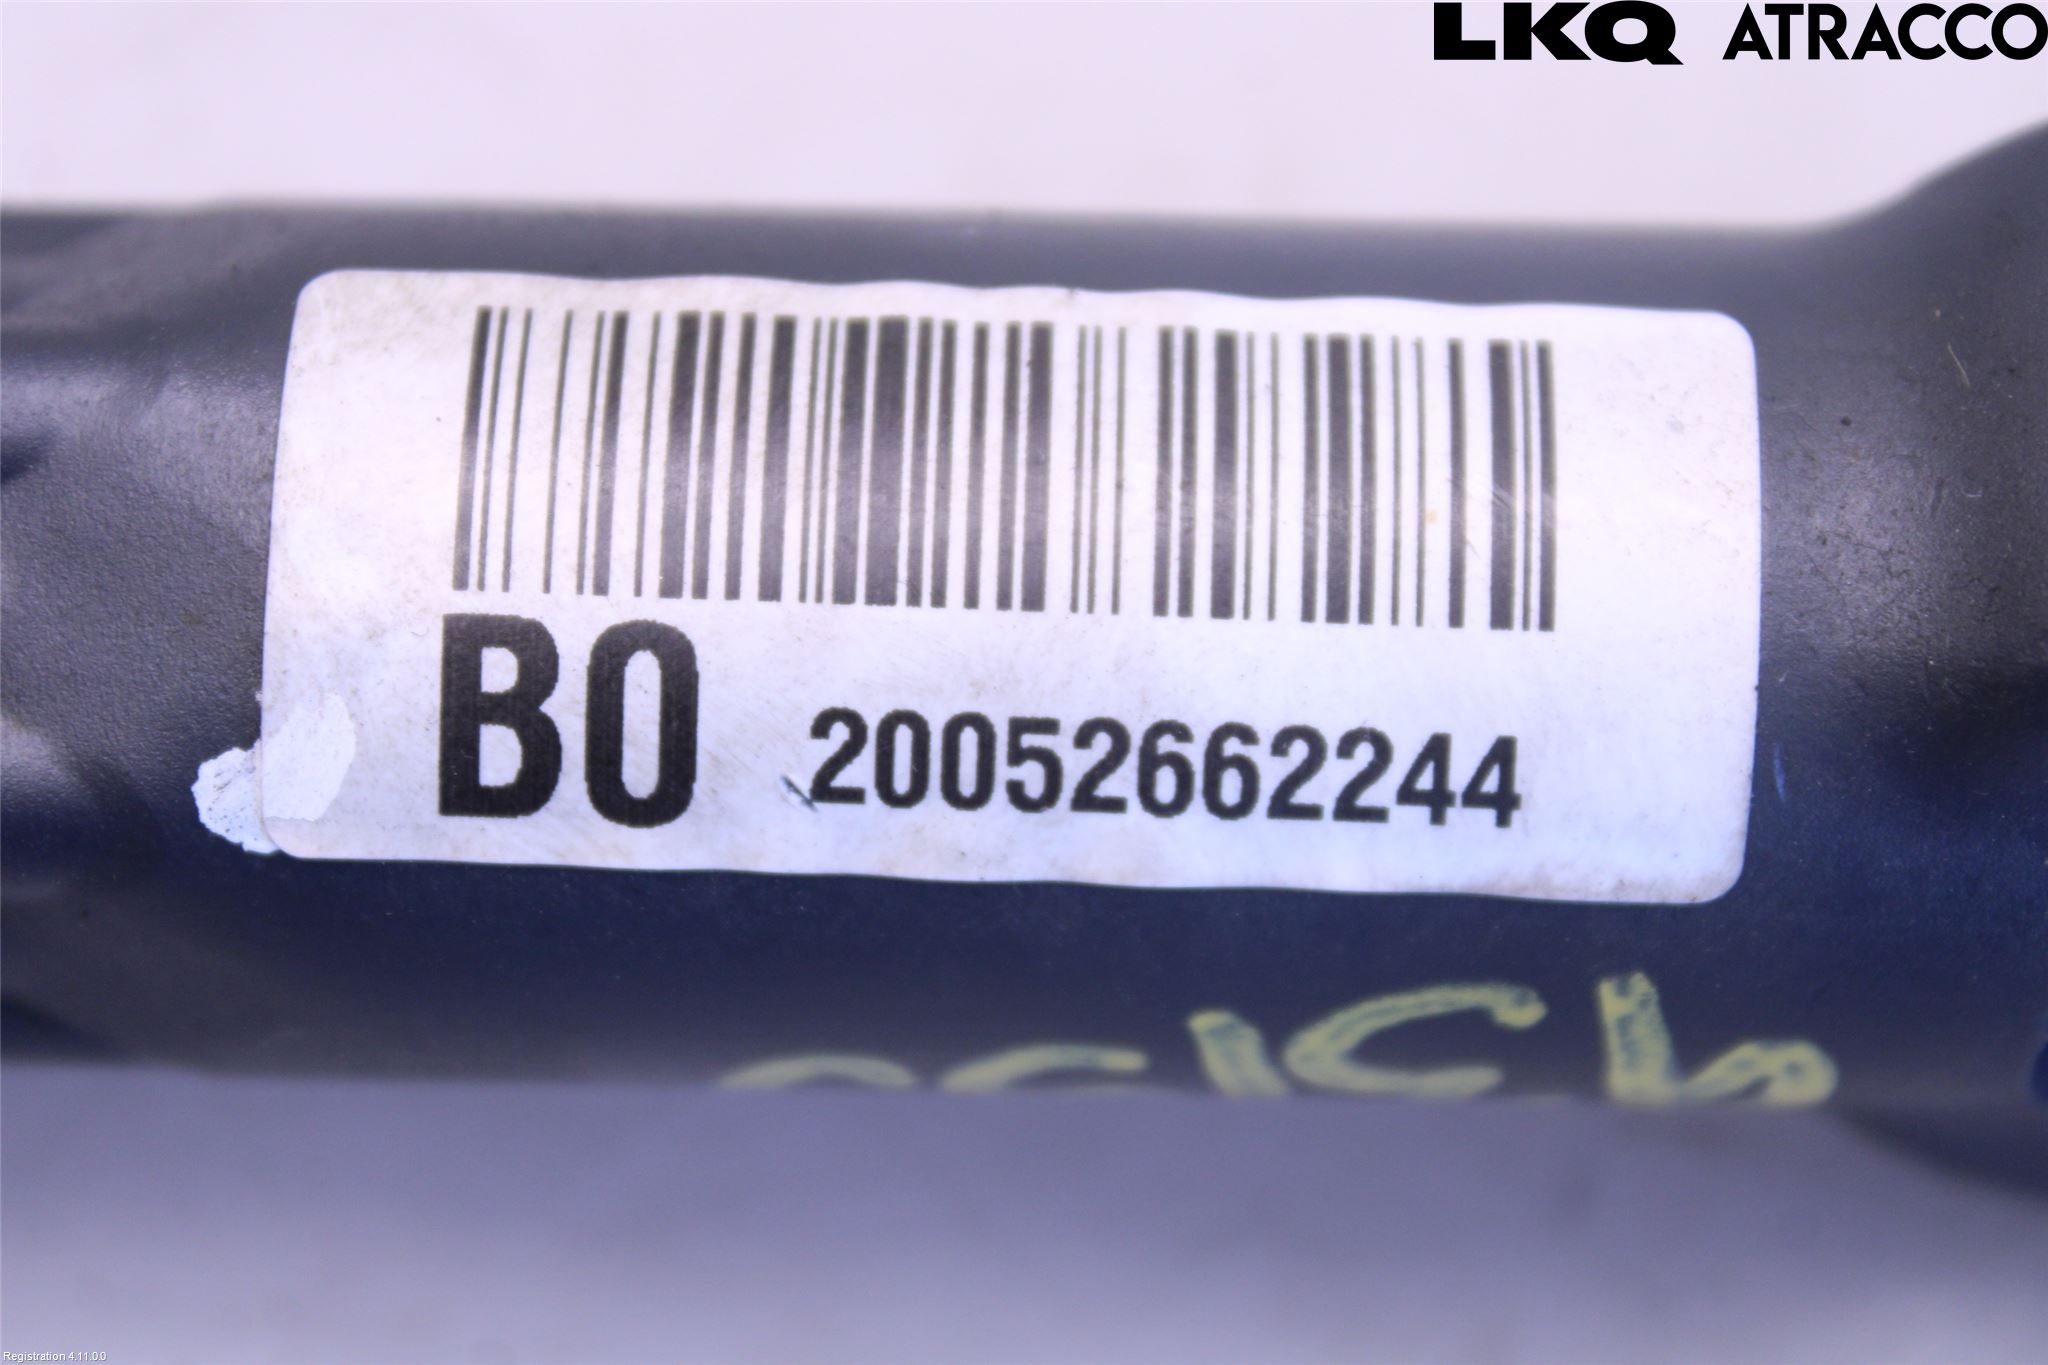 LKQ ATRACCO
B0 20052662244
Registration 4.11.0.0